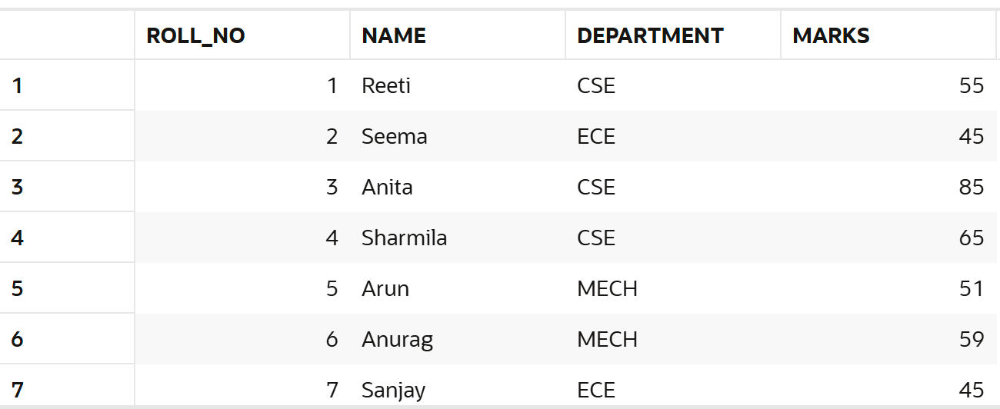 ROLL_NO NAME DEPARTMENT MARKS
1 1 Reeti CSE 55
2 2 Seema ECE 45
3 3 Anita CSE 85
4 4 Sharmila CSE 65
5 5 Arun MECH 51
6 6 Anurag MECH 59
7 7 Sanjay ECE 45